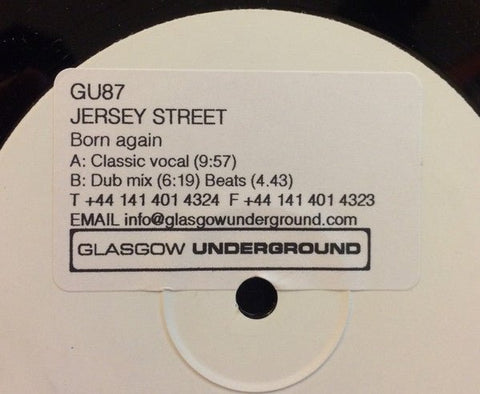 GU87
JERSEY STREET
Born again
A: Classic vocal (9:57)
B: Dub mix (6:19) Beats (4.43)
T +44 141 401 4324 F +44 141 401 4323
EMAIL info@glasgowunderground.com
GLASGOW UNDERGROUND